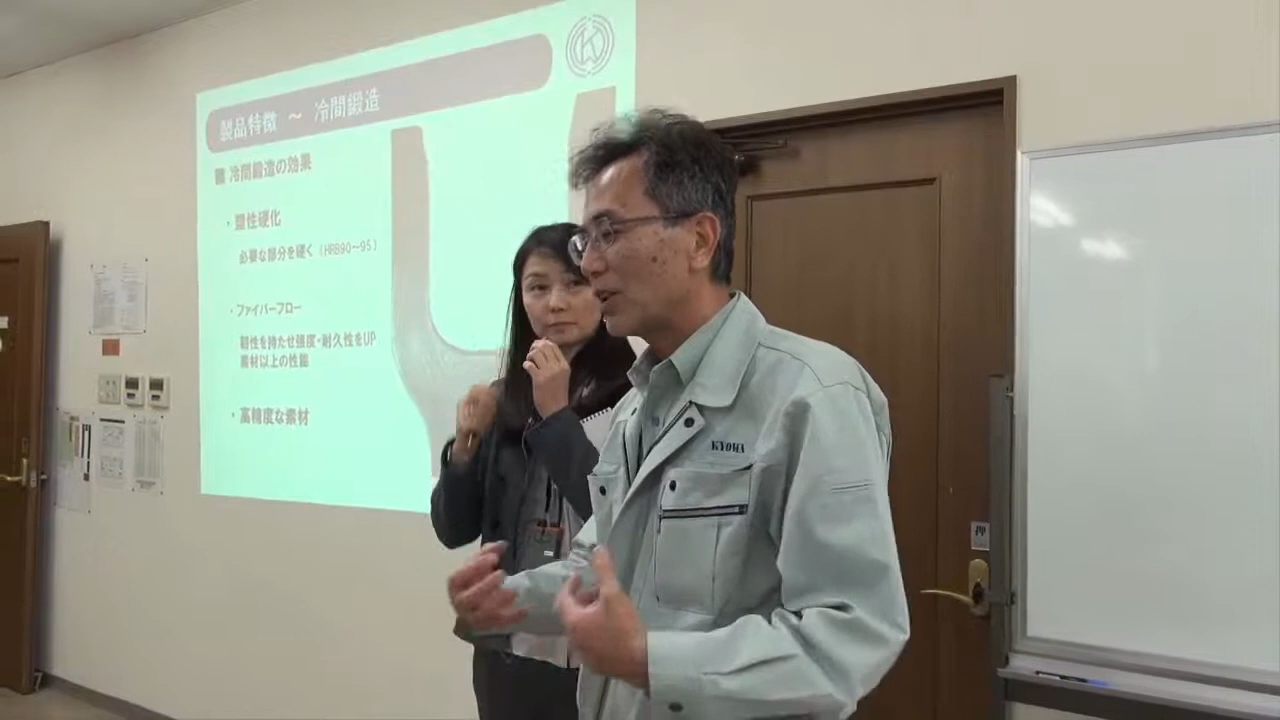 製品特徴 ～ 冷間鍛造
■ 冷間鍛造の効果
・ 塑性硬化
必要な部分を硬く（HRB90～95）
・ ファイバーフロー
靭性を持たせ強度・耐久性をUP
素材以上の性能
・ 高精度な素材
K
KYOWA
押